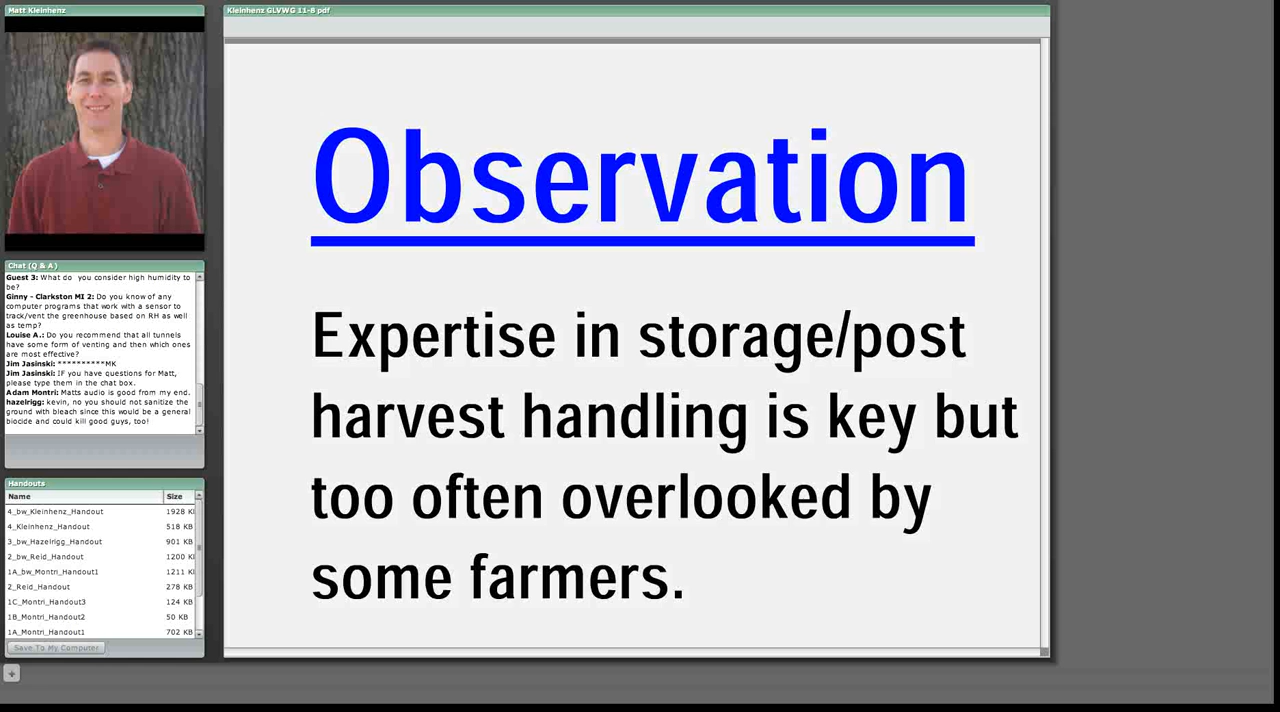 Matt Kleinhenz
Kleinhenz GLVWG 11-8 pdf
Observation
Expertise in storage/post
harvest handling is key but
too often overlooked by
some farmers.
Chat (Q & A)
Guest 3: What do you consider high humidity to
be?
Ginny - Clarkston MI 2: Do you know of any
computer programs that work with a sensor to
track/vent the greenhouse based on RH as well
as temp?
Louise A.: Do you recommend that all tunnels
have some form of venting and then which ones
are most effective?
Jim Jasinski: **********MK
Jim Jasinski: IF you have questions for Matt,
please type them in the chat box.
Adam Montri: Matts audio is good from my end.
hazelrigg: kevin, no you should not sanitize the
ground with bleach since this would be a general
biocide and could kill good guys, too!
Handouts
Name Size
4_bw_Kleinhenz_Handout 1928 K
4_Kleinhenz_Handout 518 KB
3_bw_Hazelrigg_Handout 901 KB
2_bw_Reid_Handout 1200 K
1A_bw_Montri_Handout1 1211 K
2_Reid_Handout 278 KB
1C_Montri_Handout3 124 KB
1B_Montri_Handout2 50 KB
1A_Montri_Handout1 702 KB
Save To My Computer